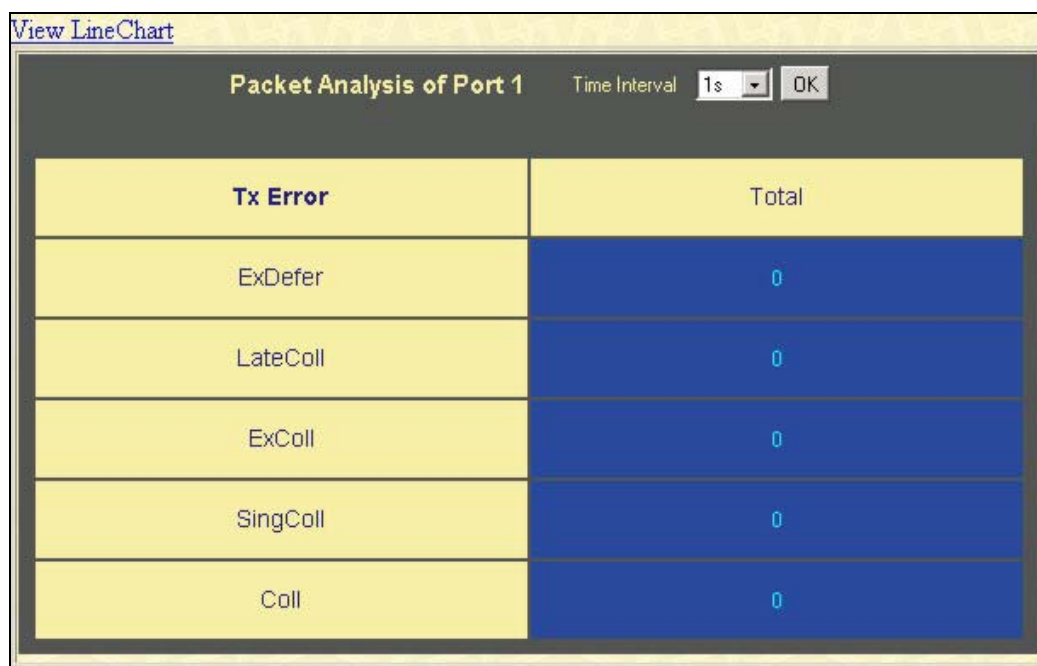 View LineChart
Packet Analysis of Port 1 Time Interval 1s OK
Tx Error Total
ExDefer 0
LateColl 0
ExColl 0
SingColl 0
Coll 0